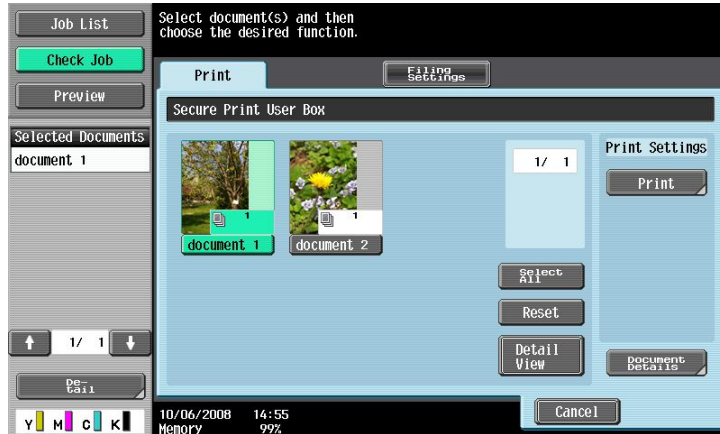 Job List
Check Job
Preview
Selected Documents
document 1
1/ 1
De-
tail
Y M C K
Select document(s) and then
choose the desired function.
Print
Filing
Settings
Secure Print User Box
1
document 1
1
document 2
1/ 1
Select
All
Reset
Detail
View
Print Settings
Print
Document
Details
10/06/2008 14:55
Memory 99%
Cancel